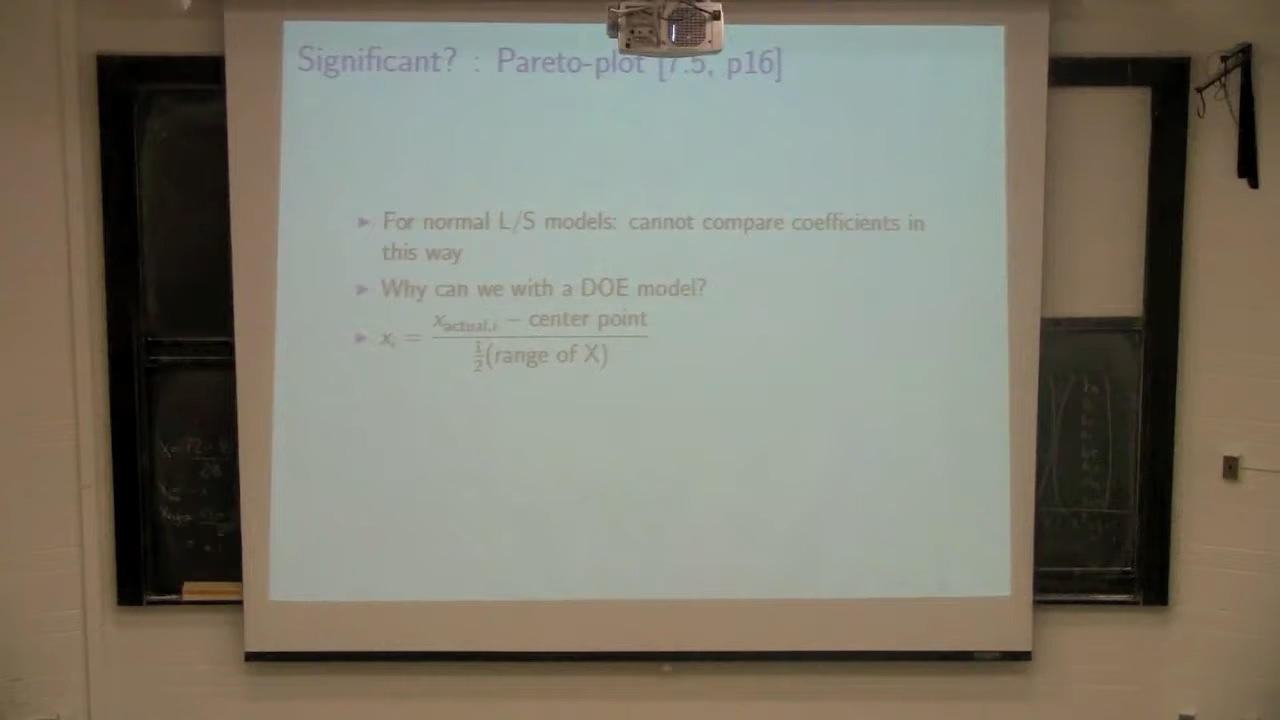 Significant? : Pareto-plot [7.5, p16]
► For normal L/S models: cannot compare coefficients in
this way
► Why can we with a DOE model?
► xᵢ = (x_actual,i − center point) / (½(range of X))